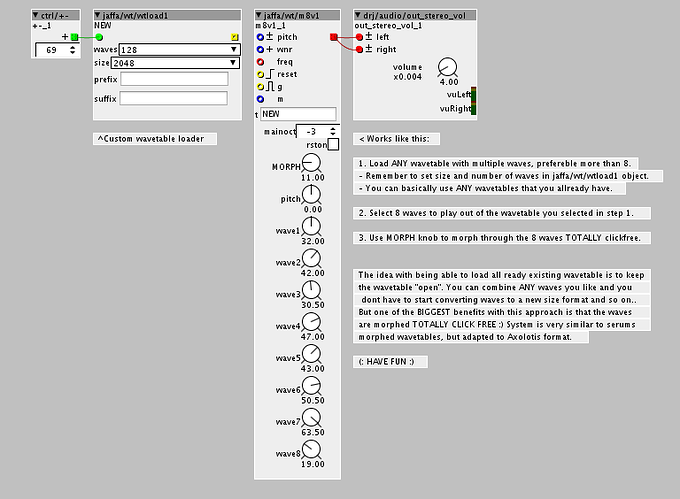 ctrl/+-
+-_1
+
69
jaffa/wt/wtload1
NEW
waves 128
size 2048
prefix
suffix
^Custom wavetable loader
jaffa/wt/m8v1
m8v1_1
± pitch
+ wnr
freq
reset
g
m
t NEW
mainoct -3
rston
MORPH
11.00
pitch
0.00
wave1
32.00
wave2
42.00
wave3
30.50
wave4
47.00
wave5
43.00
wave6
50.50
wave7
63.50
wave8
19.00
drj/audio/out_stereo_vol
out_stereo_vol_1
± left
± right
volume
x0.004
4.00
vuLeft
vuRight
< Works like this:
1. Load ANY wavetable with multiple waves, prefereble more than 8.
- Remember to set size and number of waves in jaffa/wt/wtload1 object.
- You can basically use ANY wavetables that you allready have.
2. Select 8 waves to play out of the wavetable you selected in step 1.
3. Use MORPH knob to morph through the 8 waves TOTALLY clickfree.
The idea with being able to load all ready existing wavetable is to keep
the wavetable "open". You can combine ANY waves you like and you
dont have to start converting waves to a new size format and so on..
But one of the BIGGEST benefits with this approach is that the waves
are morphed TOTALLY CLICK FREE :) System is very similar to serums
morphed wavetables, but adapted to Axolotis format.
(: HAVE FUN :)